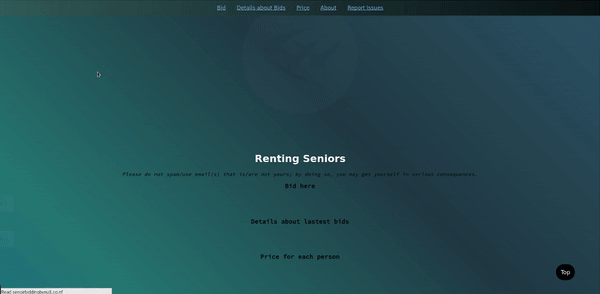 Bid Details about Bids Price About Report Issues
Renting Seniors
Please do not spam/use email(s) that is/are not yours; by doing so, you may get yourself in serious consequences.
Bid here
Details about lastest bids
Price for each person
Top
Read